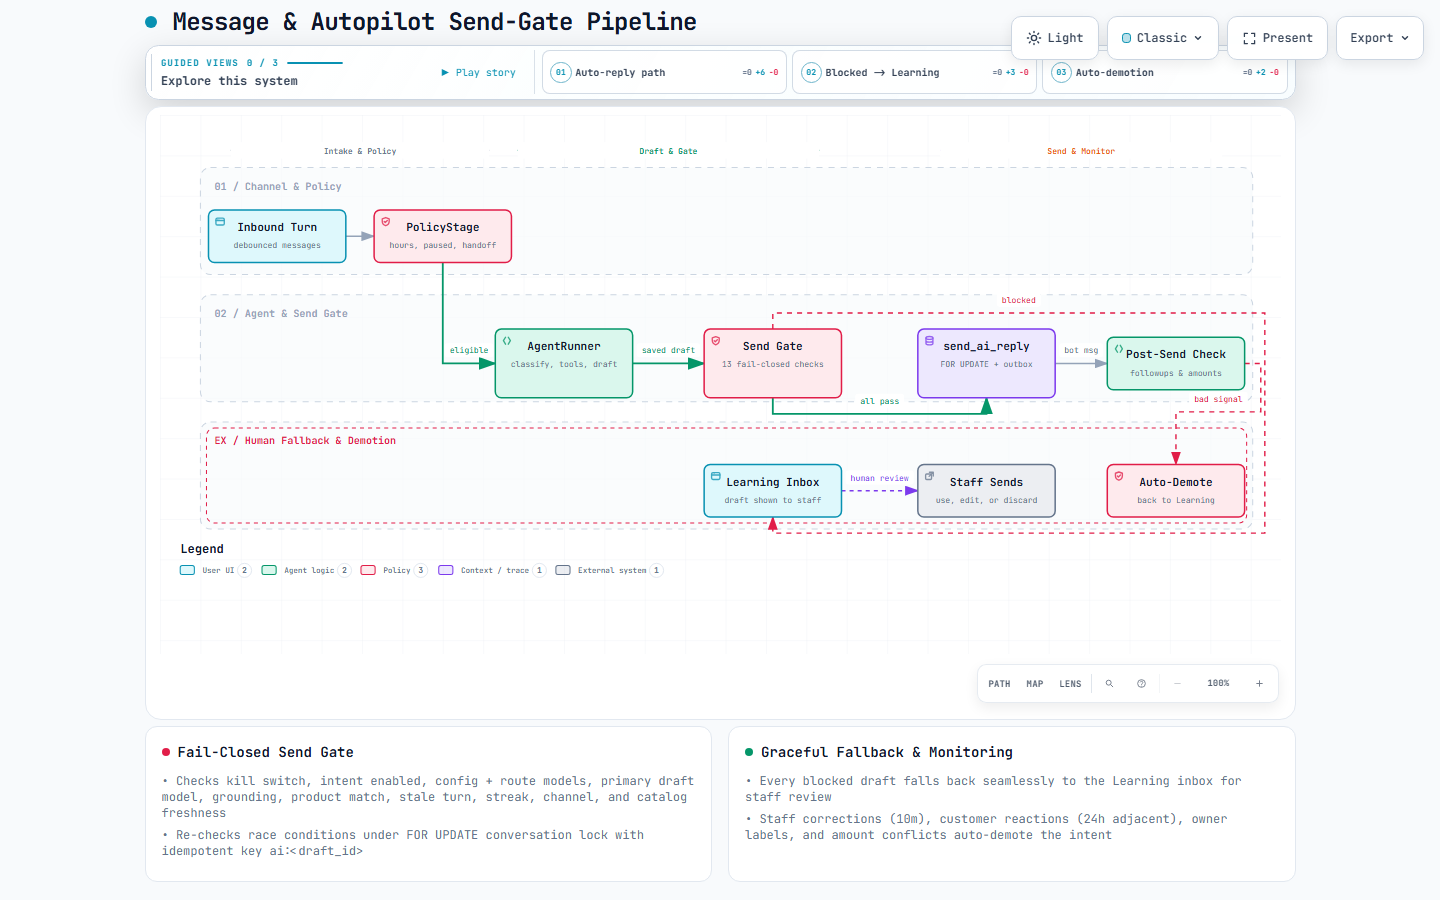 Message & Autopilot Send-Gate Pipeline
Light
Classic
Present
Export
GUIDED VIEWS 0 / 3
Explore this system
▶ Play story
01 Auto-reply path =0 +6 -0
02 Blocked → Learning =0 +3 -0
03 Auto-demotion =0 +2 -0
Intake & Policy
Draft & Gate
Send & Monitor
01 / Channel & Policy
Inbound Turn
debounced messages
PolicyStage
hours, paused, handoff
blocked
02 / Agent & Send Gate
eligible
AgentRunner
classify, tools, draft
saved draft
Send Gate
13 fail-closed checks
all pass
send_ai_reply
FOR UPDATE + outbox
bot msg
Post-Send Check
followups & amounts
bad signal
EX / Human Fallback & Demotion
Learning Inbox
draft shown to staff
human review
Staff Sends
use, edit, or discard
Auto-Demote
back to Learning
Legend
User UI 2
Agent logic 2
Policy 3
Context / trace 1
External system 1
PATH
MAP
LENS
100%
Fail-Closed Send Gate
• Checks kill switch, intent enabled, config + route models, primary draft
model, grounding, product match, stale turn, streak, channel, and catalog
freshness
• Re-checks race conditions under FOR UPDATE conversation lock with
idempotent key ai:<draft_id>
Graceful Fallback & Monitoring
• Every blocked draft falls back seamlessly to the Learning inbox for
staff review
• Staff corrections (10m), customer reactions (24h adjacent), owner
labels, and amount conflicts auto-demote the intent